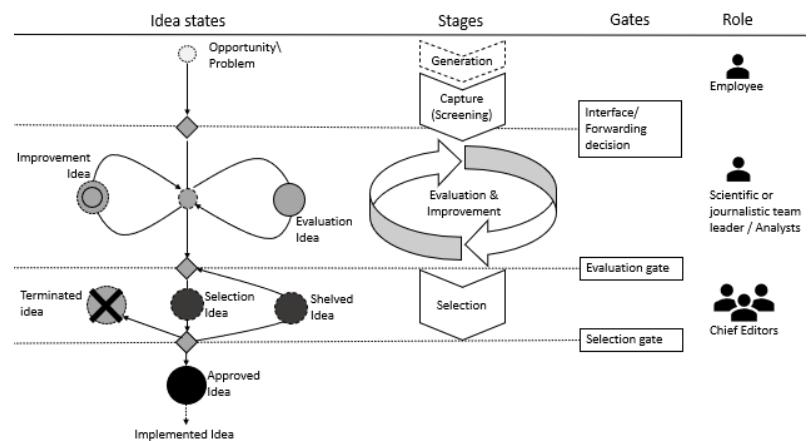 Idea states
Stages
Gates
Role
Opportunity\
Problem
Generation
Capture
(Screening)
Employee
Interface/
Forwarding
decision
Improvement
Idea
Evaluation
Idea
Evaluation &
Improvement
Scientific or
journalistic team
leader / Analysts
Evaluation gate
Terminated
idea
Selection
Idea
Shelved
Idea
Selection
Chief Editors
Selection gate
Approved
Idea
Implemented Idea